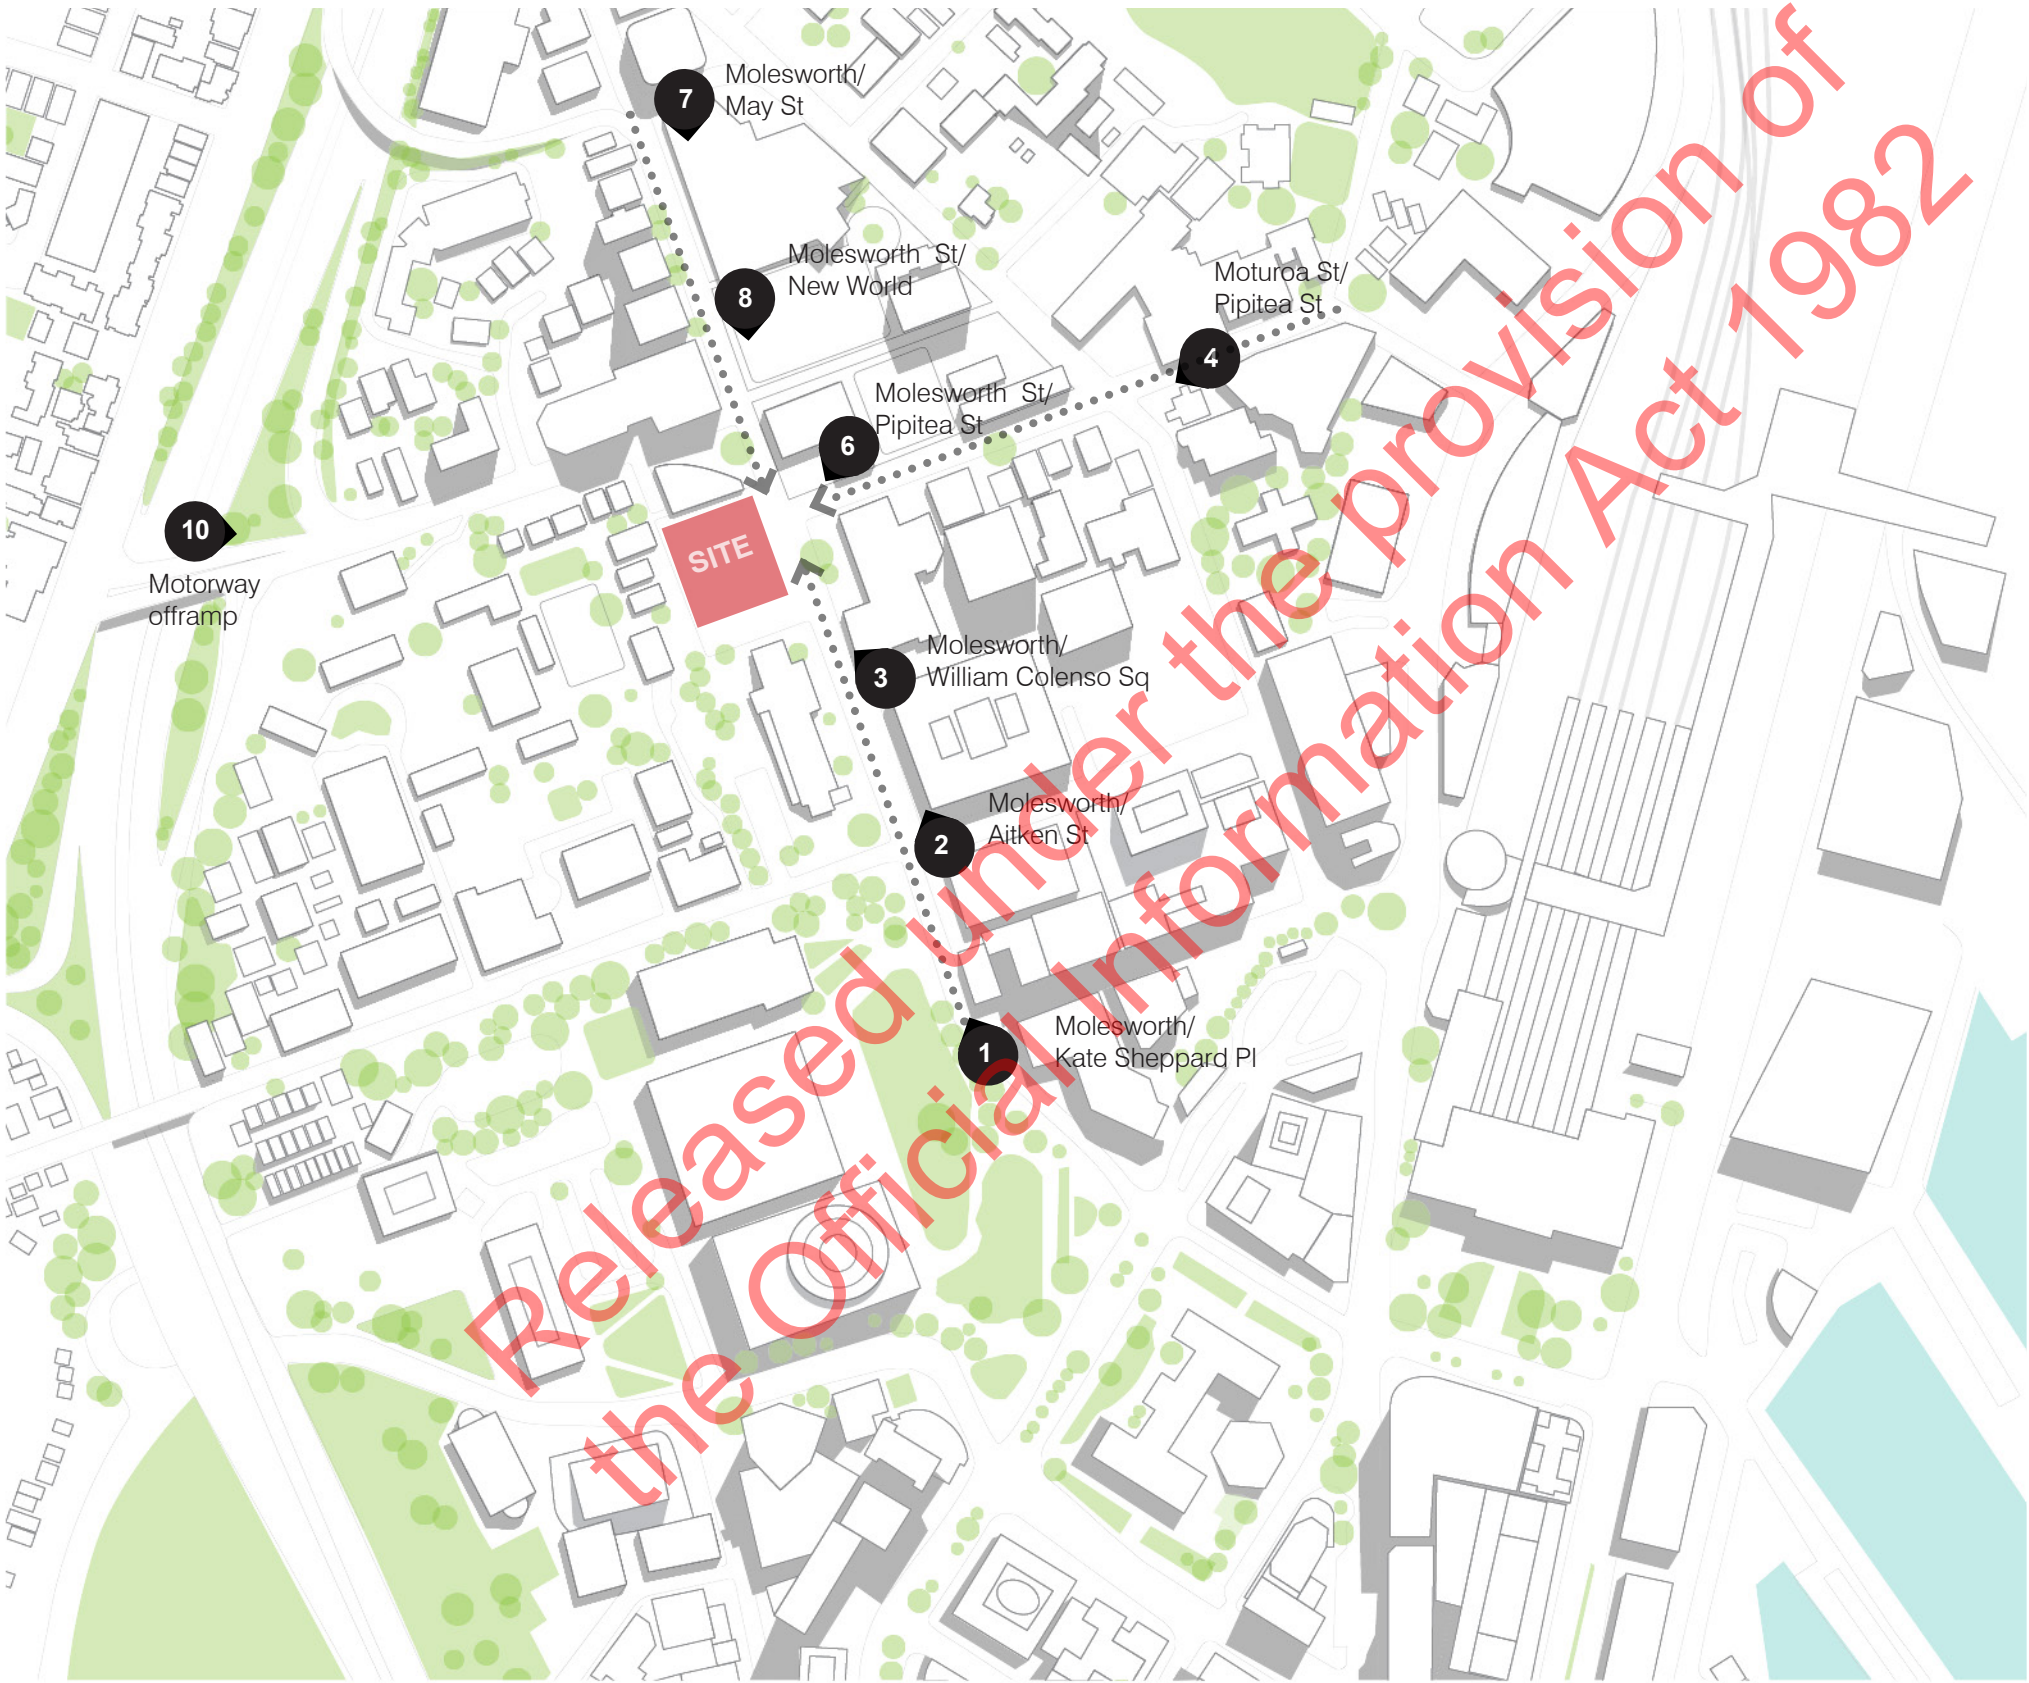 7
Molesworth/
May St
8
Molesworth St/
New World
Moturoa St/
Pipitea St
4
Molesworth St/
Pipitea St
6
10
Motorway
offramp
SITE
3
Molesworth/
William Colenso Sq
2
Molesworth/
Aitken St
1
Molesworth/
Kate Sheppard Pl
Released under the provision of
the Official Information Act 1982